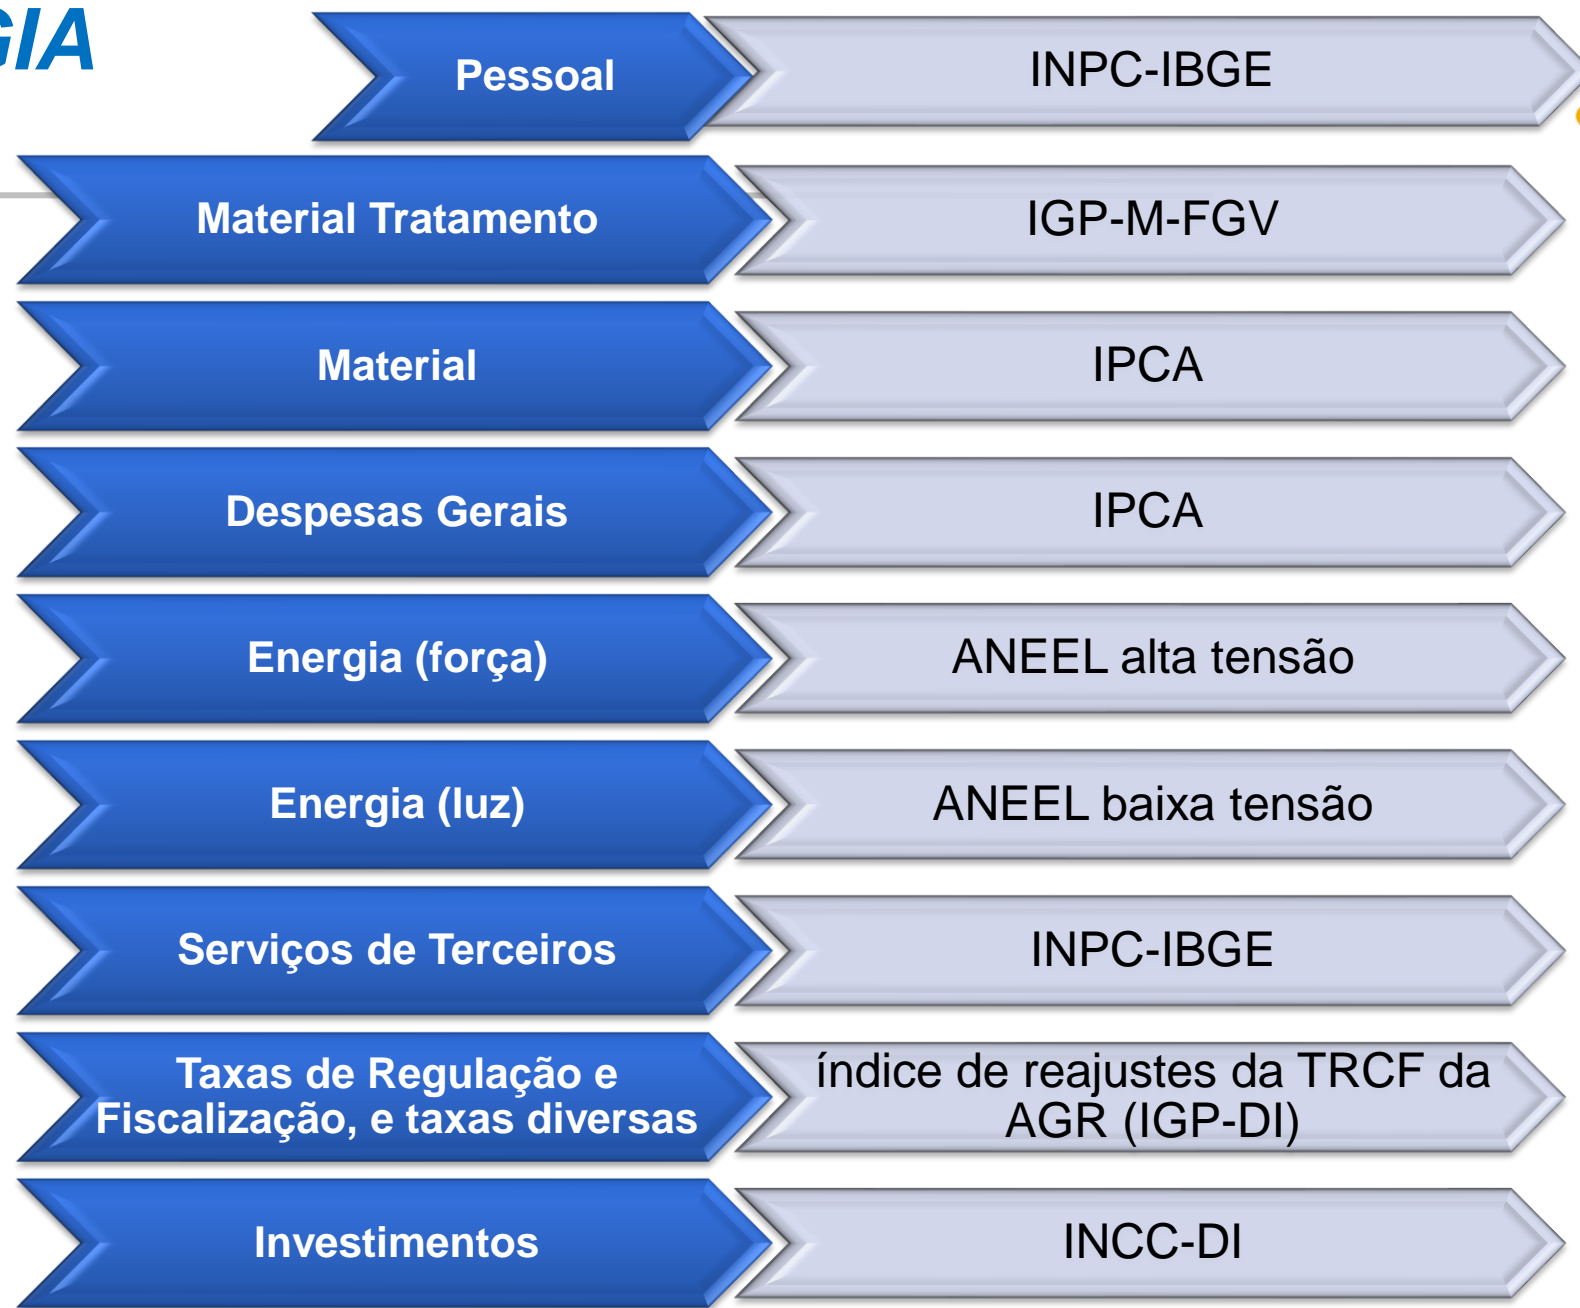 GIA
Pessoal
INPC-IBGE
Material Tratamento
IGP-M-FGV
Material
IPCA
Despesas Gerais
IPCA
Energia (força)
ANEEL alta tensão
Energia (luz)
ANEEL baixa tensão
Serviços de Terceiros
INPC-IBGE
Taxas de Regulação e
Fiscalização, e taxas diversas
índice de reajustes da TRCF da
AGR (IGP-DI)
Investimentos
INCC-DI